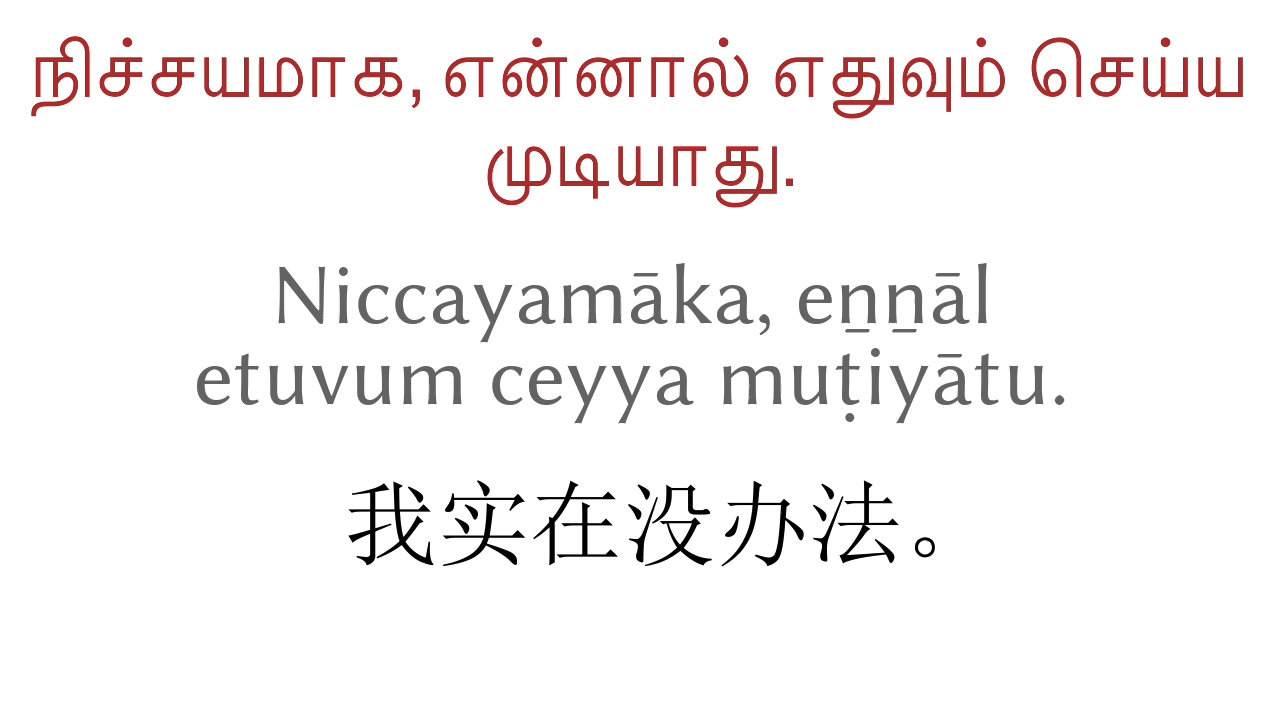 நிச்சயமாக, என்னால் எதுவும் செய்ய
முடியாது.
Niccayamāka, eṉṉāl
etuvum ceyya muṭiyātu.
我实在没办法。